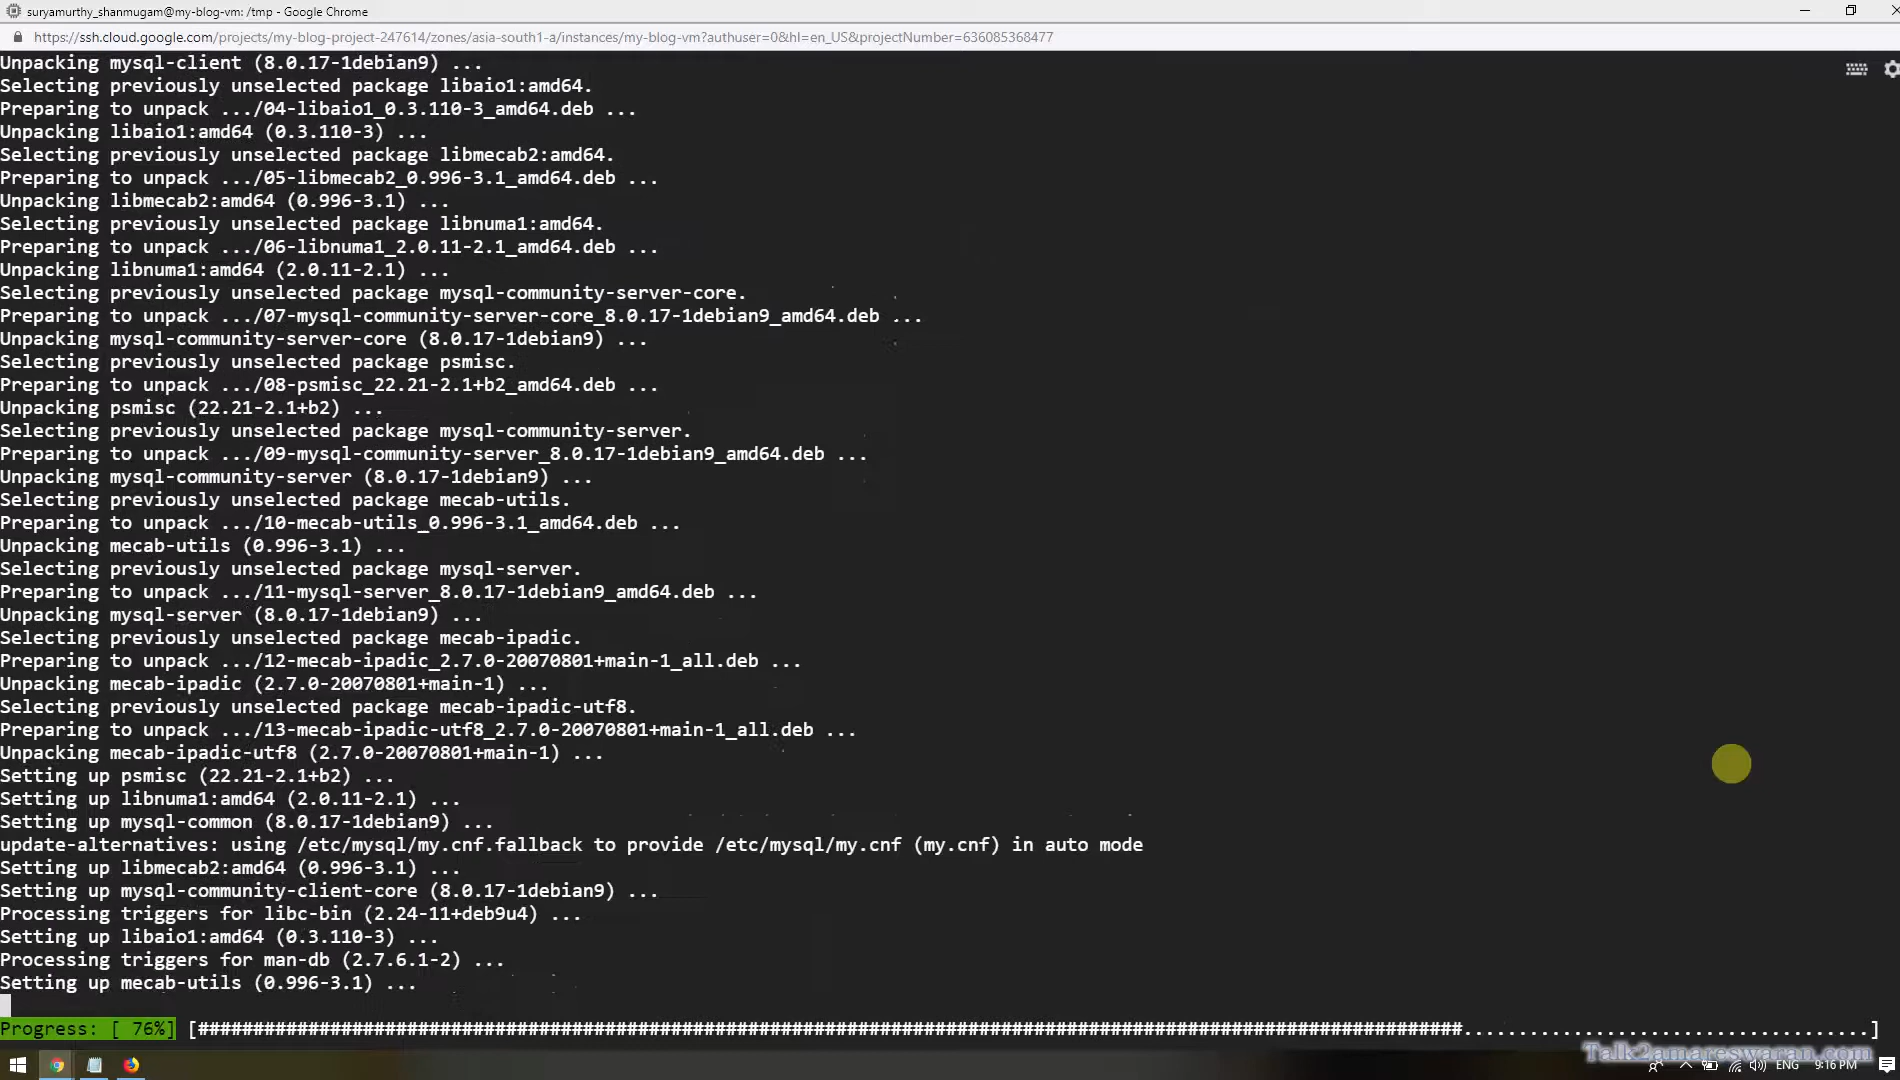 suryamurthy_shanmugam@my-blog-vm: /tmp - Google Chrome
https://ssh.cloud.google.com/projects/my-blog-project-247614/zones/asia-south1-a/instances/my-blog-vm?authuser=0&hl=en_US&projectNumber=636085368477
Unpacking mysql-client (8.0.17-1debian9) ...
Selecting previously unselected package libaio1:amd64.
Preparing to unpack .../04-libaio1_0.3.110-3_amd64.deb ...
Unpacking libaio1:amd64 (0.3.110-3) ...
Selecting previously unselected package libmecab2:amd64.
Preparing to unpack .../05-libmecab2_0.996-3.1_amd64.deb ...
Unpacking libmecab2:amd64 (0.996-3.1) ...
Selecting previously unselected package libnuma1:amd64.
Preparing to unpack .../06-libnuma1_2.0.11-2.1_amd64.deb ...
Unpacking libnuma1:amd64 (2.0.11-2.1) ...
Selecting previously unselected package mysql-community-server-core.
Preparing to unpack .../07-mysql-community-server-core_8.0.17-1debian9_amd64.deb ...
Unpacking mysql-community-server-core (8.0.17-1debian9) ...
Selecting previously unselected package psmisc.
Preparing to unpack .../08-psmisc_22.21-2.1+b2_amd64.deb ...
Unpacking psmisc (22.21-2.1+b2) ...
Selecting previously unselected package mysql-community-server.
Preparing to unpack .../09-mysql-community-server_8.0.17-1debian9_amd64.deb ...
Unpacking mysql-community-server (8.0.17-1debian9) ...
Selecting previously unselected package mecab-utils.
Preparing to unpack .../10-mecab-utils_0.996-3.1_amd64.deb ...
Unpacking mecab-utils (0.996-3.1) ...
Selecting previously unselected package mysql-server.
Preparing to unpack .../11-mysql-server_8.0.17-1debian9_amd64.deb ...
Unpacking mysql-server (8.0.17-1debian9) ...
Selecting previously unselected package mecab-ipadic.
Preparing to unpack .../12-mecab-ipadic_2.7.0-20070801+main-1_all.deb ...
Unpacking mecab-ipadic (2.7.0-20070801+main-1) ...
Selecting previously unselected package mecab-ipadic-utf8.
Preparing to unpack .../13-mecab-ipadic-utf8_2.7.0-20070801+main-1_all.deb ...
Unpacking mecab-ipadic-utf8 (2.7.0-20070801+main-1) ...
Setting up psmisc (22.21-2.1+b2) ...
Setting up libnuma1:amd64 (2.0.11-2.1) ...
Setting up mysql-common (8.0.17-1debian9) ...
update-alternatives: using /etc/mysql/my.cnf.fallback to provide /etc/mysql/my.cnf (my.cnf) in auto mode
Setting up libmecab2:amd64 (0.996-3.1) ...
Setting up mysql-community-client-core (8.0.17-1debian9) ...
Processing triggers for libc-bin (2.24-11+deb9u4) ...
Setting up libaio1:amd64 (0.3.110-3) ...
Processing triggers for man-db (2.7.6.1-2) ...
Setting up mecab-utils (0.996-3.1) ...
Progress: [ 76%] [###################################################################################################################.....................................]
Talk2amareswaran.com
ENG 9:16 PM